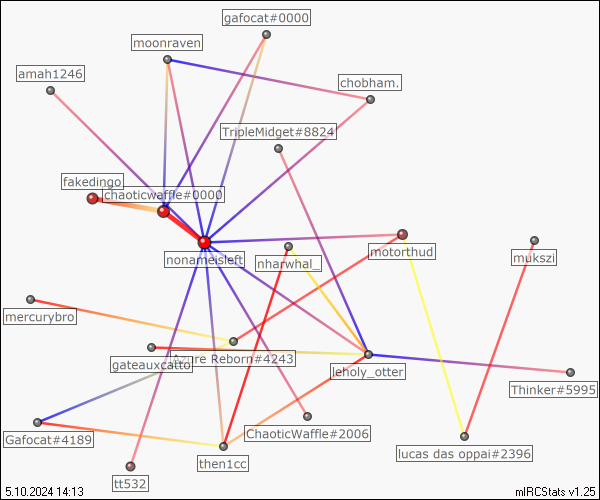 gafocat#0000
moonraven
amah1246
chobham.
TripleMidget#8824
fakedingo
chaoticwaffle#0000
nonameisleft
nharwhal_
motorthud
mukszi
mercurybro
Azure Reborn#4243
gateauxcatto
leholy_otter
Thinker#5995
Gafocat#4189
ChaoticWaffle#2006
then1cc
lucas das oppai#2396
tt532
5.10.2024 14:13
mIRCStats v1.25